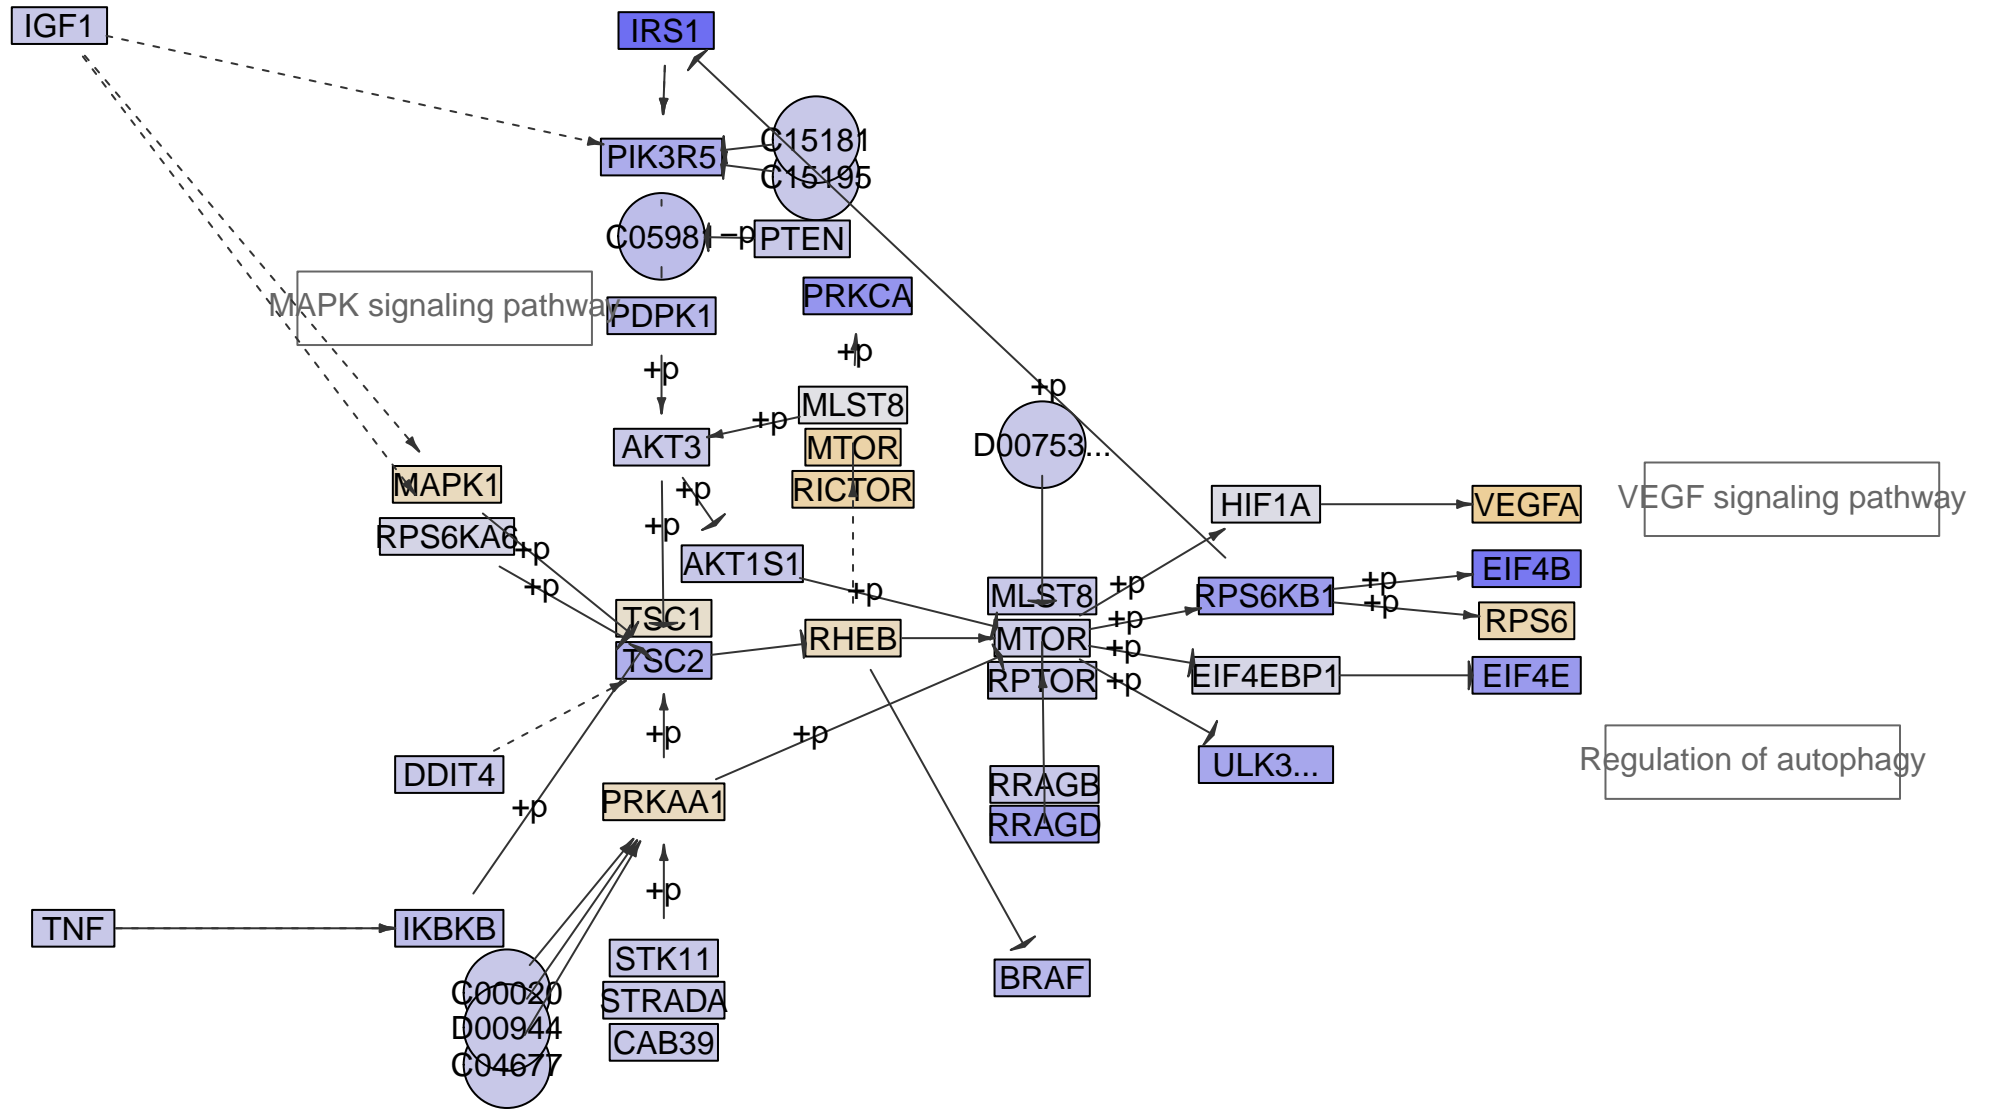 IGF1
IRS1
C15181
PIK3R5
C15195
C0598
-p
PTEN
PRKCA
MAPK signaling pathway
PDPK1
+p
+p
+p
MLST8
+p
AKT3
MTOR
D00753...
MAPK1
RICTOR
+p
HIF1A
VEGFA
VEGF signaling pathway
RPS6KA6
+p
+p
AKT1S1
EIF4B
+p
+p
+p
MLST8
RPS6KB1
+p
+p
TSC1
+p
RPS6
RHEB
MTOR
+p
TSC2
RPTOR
+p
EIF4EBP1
EIF4E
+p
+p
DDIT4
ULK3...
Regulation of autophagy
PRKAA1
RRAGB
+p
RRAGD
+p
TNF
IKBKB
STK11
BRAF
C00020
STRADA
D00944
CAB39
C04677